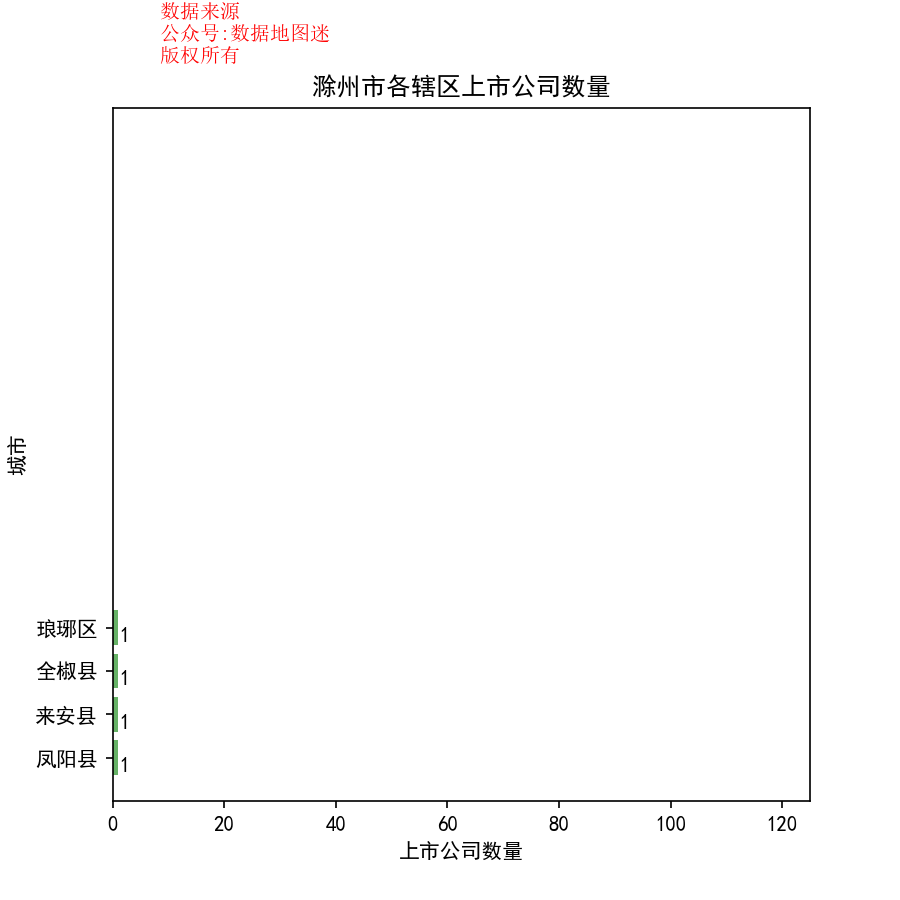 数据来源
公众号:数据地图迷
版权所有
滁州市各辖区上市公司数量
城市
琅琊区 1
全椒县 1
来安县 1
凤阳县 1
0 20 40 60 80 100 120
上市公司数量